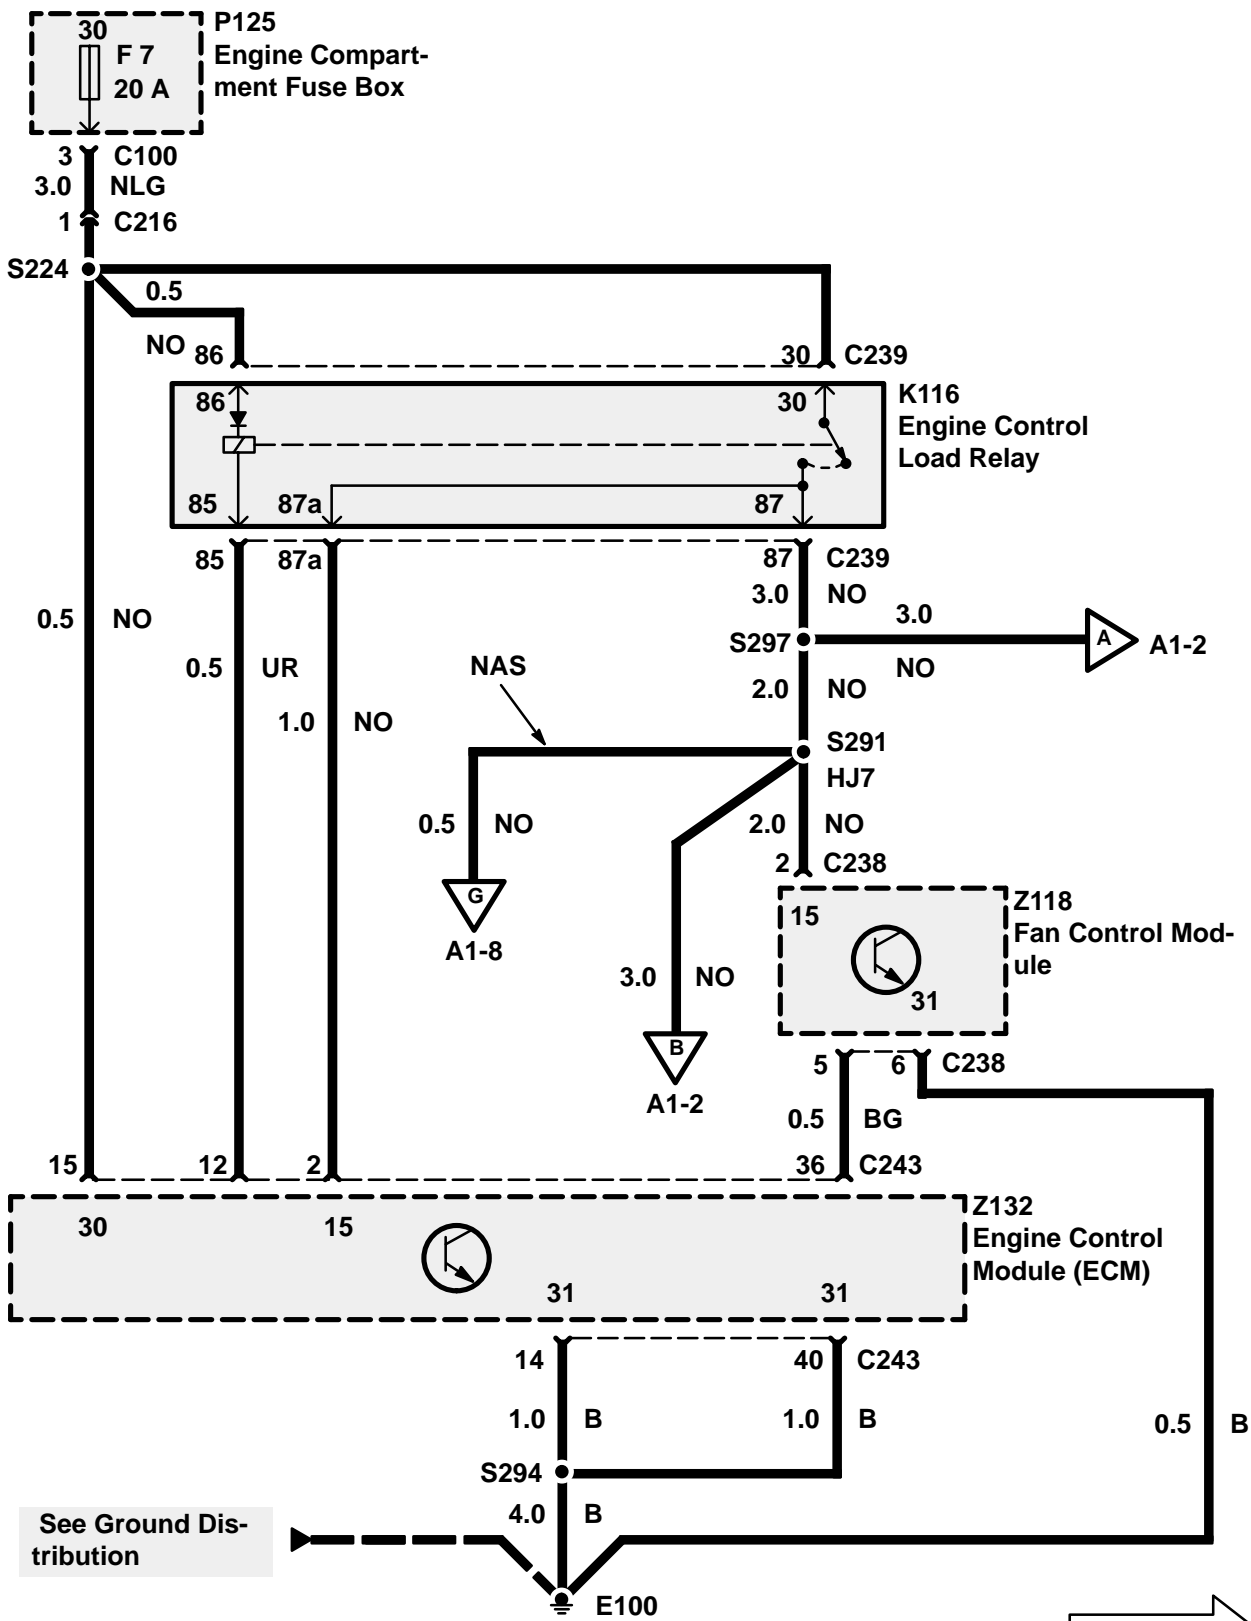 30
F 7
20 A
P125
Engine Compart-
ment Fuse Box
3 C100
3.0 NLG
1 C216
S224
0.5
NO
86
30 C239
86
30
K116
Engine Control
Load Relay
85
87a
87
85
87a
87 C239
3.0 NO
0.5 NO
3.0
A
A1-2
NO
S297
0.5 UR
NAS
2.0 NO
1.0 NO
S291
HJ7
0.5 NO
2.0 NO
2 C238
G
A1-8
15
31
Z118
Fan Control Mod-
ule
3.0 NO
B
A1-2
5
6 C238
0.5 BG
15
12
2
36 C243
30
15
31
31
Z132
Engine Control
Module (ECM)
14
40 C243
1.0 B
1.0 B
0.5 B
S294
4.0 B
See Ground Dis-
tribution
E100